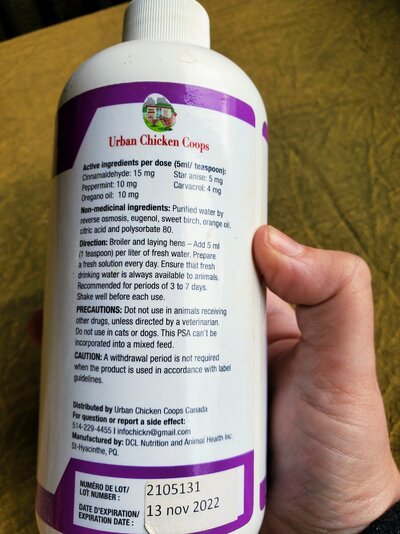 Urban Chicken Coops
Active ingredients per dose (5ml/ teaspoon):
Cinnamaldehyde: 15 mg Star anise: 5 mg
Peppermint: 10 mg Carvacrol: 4 mg
Oregano oil: 10 mg
Non-medicinal ingredients: Purified water by
reverse osmosis, eugenol, sweet birch, orange oil,
citric acid and polysorbate 80.
Direction: Broiler and laying hens – Add 5 ml
(1 teaspoon) per liter of fresh water. Prepare
a fresh solution every day. Ensure that fresh
drinking water is always available to animals.
Recommended for periods of 3 to 7 days.
Shake well before each use.
PRECAUTIONS: Dot not use in animals receiving
other drugs, unless directed by a veterinarian.
Do not use in cats or dogs. This PSA can't be
incorporated into a mixed feed.
CAUTION: A withdrawal period is not required
when the product is used in accordance with label
guidelines.
Distributed by Urban Chicken Coops Canada
For question or report a side effect:
514-229-4455 I infochickn@gmail.com
Manufactured by: DCL Nutrition and Animal Health Inc.
St-Hyacinthe, PQ.
NUMÉRO DE LOT/
LOT NUMBER : 2105131
DATE D'EXPIRATION/
EXPIRATION DATE : 13 nov 2022